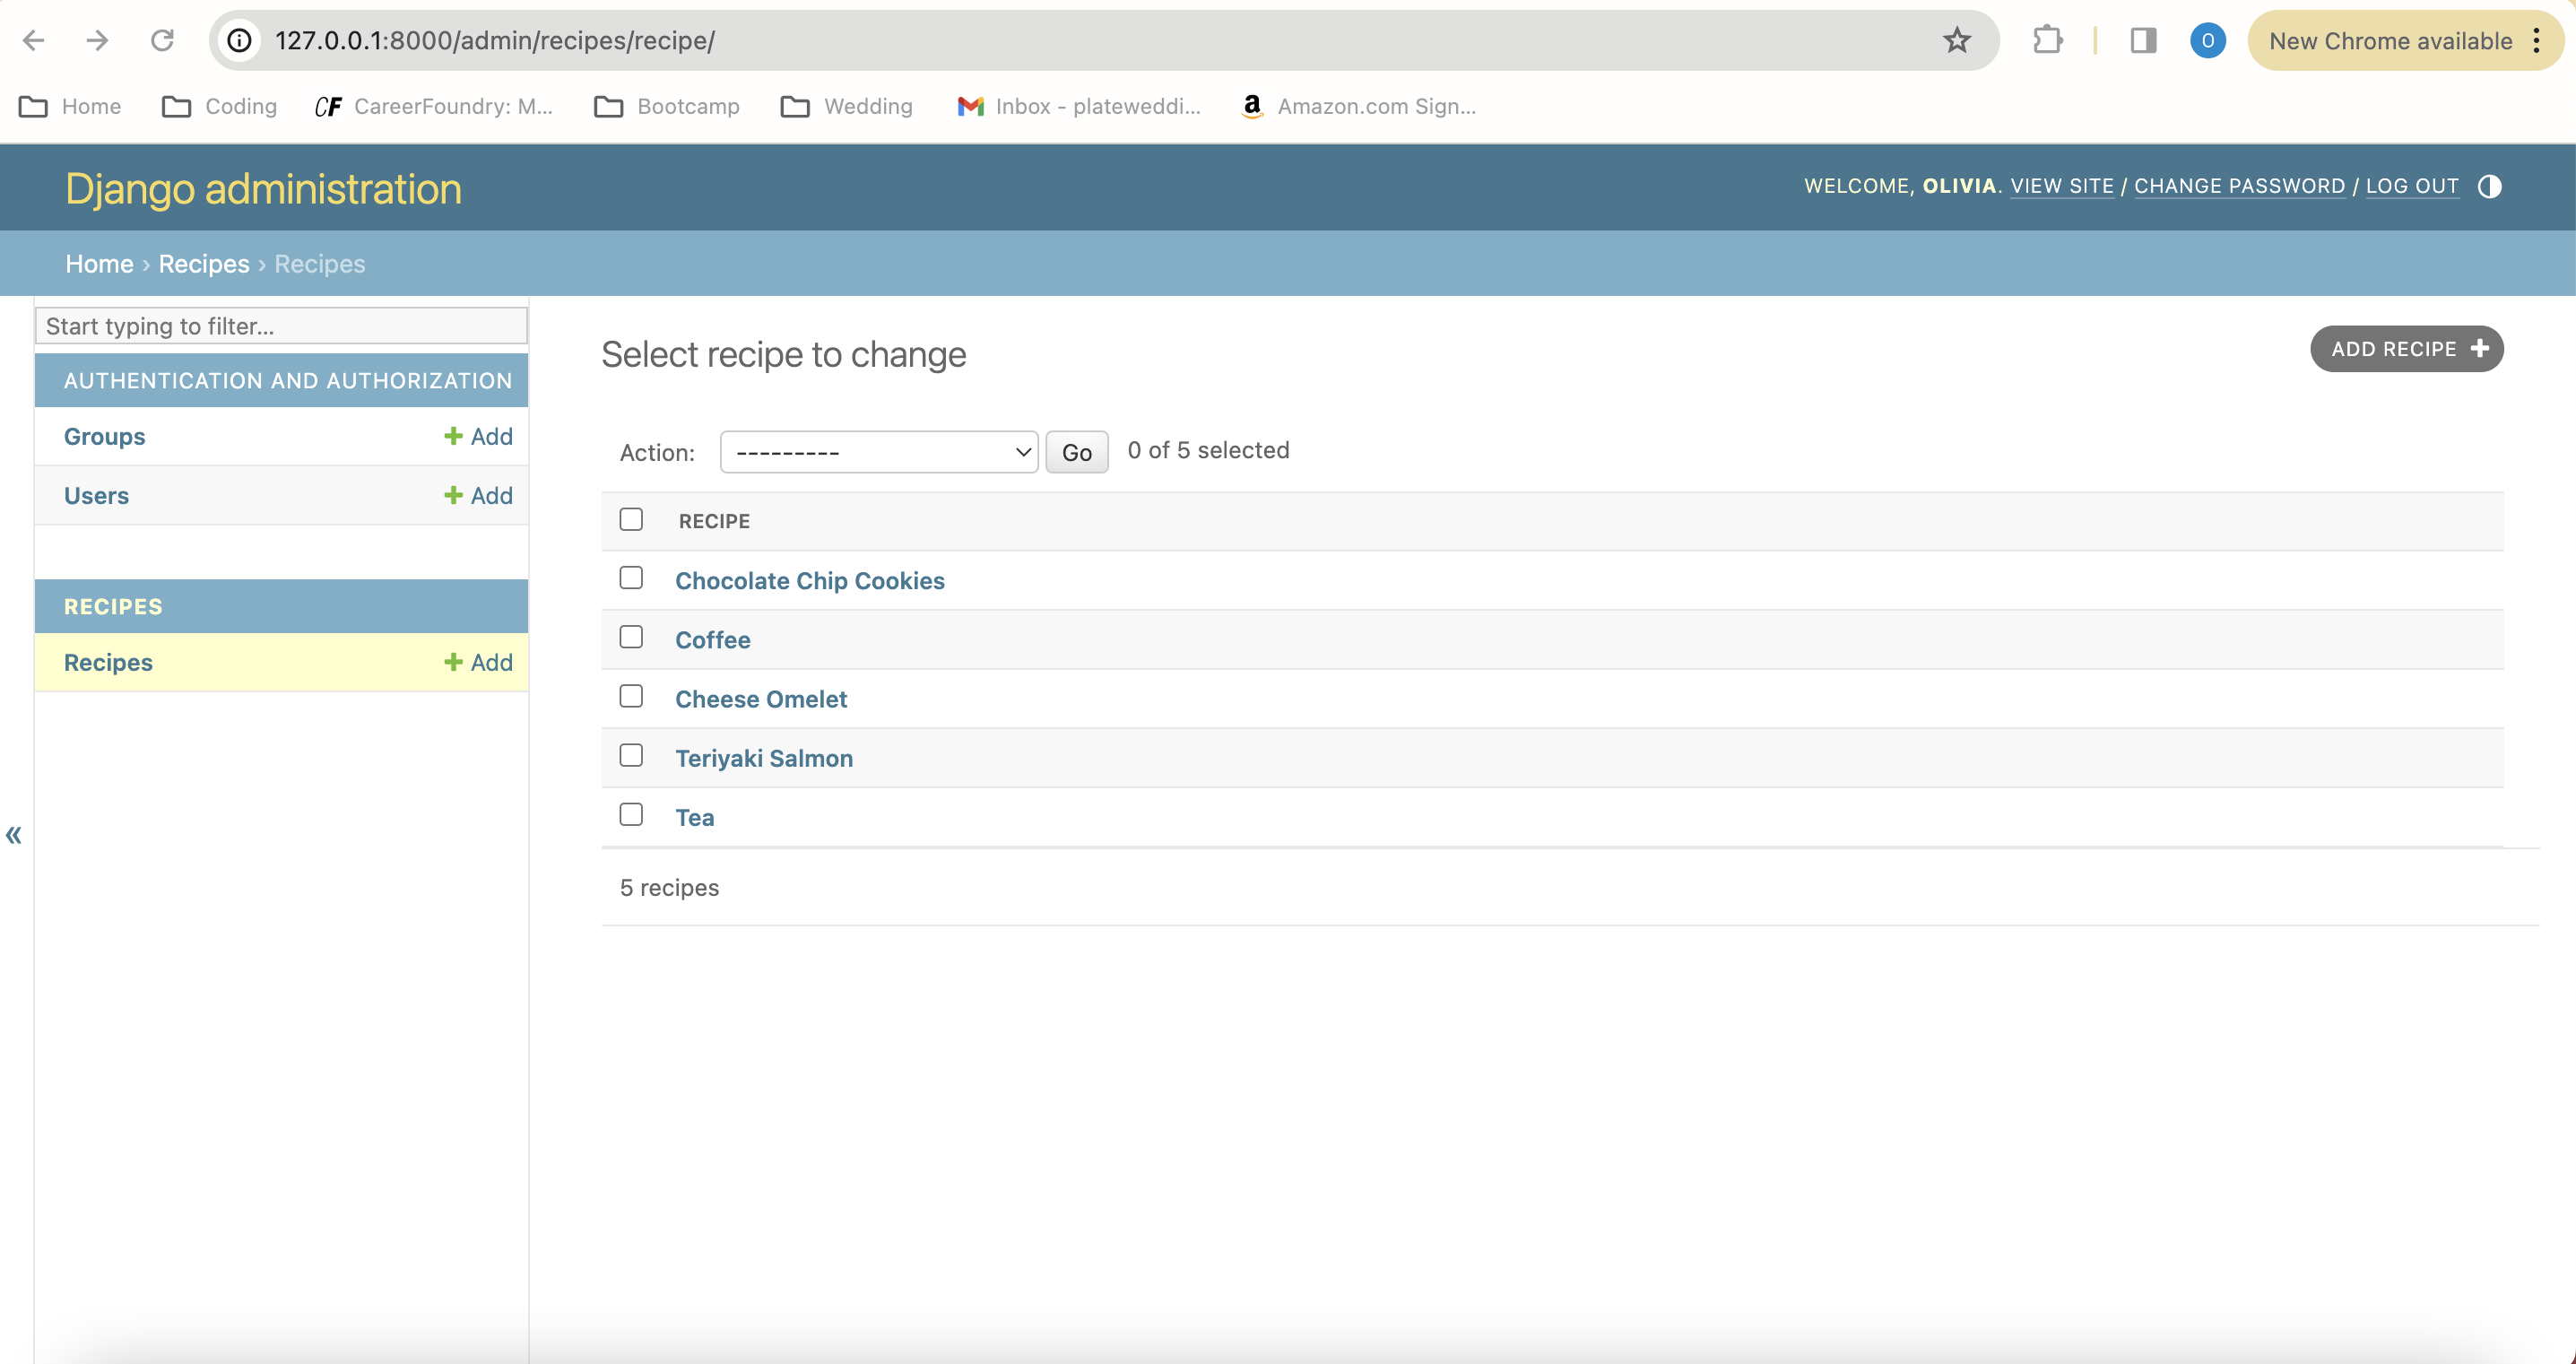 127.0.0.1:8000/admin/recipes/recipe/
O
New Chrome available
Home
Coding
CF CareerFoundry: M...
Bootcamp
Wedding
Inbox - plateweddi...
a Amazon.com Sign...
Django administration
WELCOME, OLIVIA. VIEW SITE / CHANGE PASSWORD / LOG OUT
Home › Recipes › Recipes
Start typing to filter...
AUTHENTICATION AND AUTHORIZATION
Groups + Add
Users + Add
RECIPES
Recipes + Add
«
Select recipe to change
ADD RECIPE +
Action: --------- Go 0 of 5 selected
RECIPE
Chocolate Chip Cookies
Coffee
Cheese Omelet
Teriyaki Salmon
Tea
5 recipes